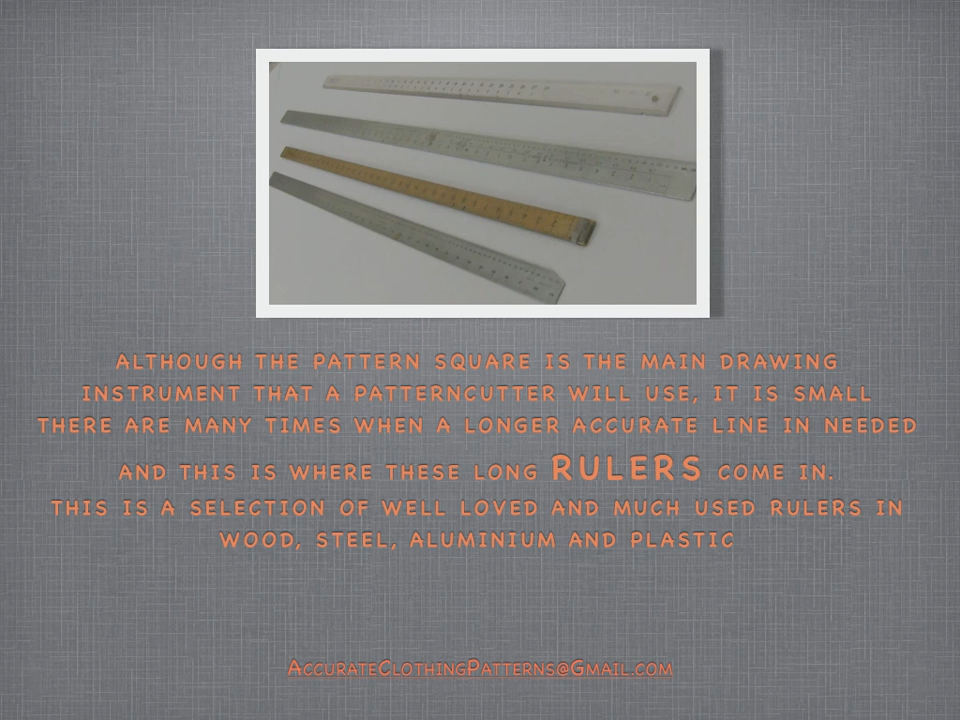 ALTHOUGH THE PATTERN SQUARE IS THE MAIN DRAWING
INSTRUMENT THAT A PATTERNCUTTER WILL USE, IT IS SMALL
THERE ARE MANY TIMES WHEN A LONGER ACCURATE LINE IN NEEDED
AND THIS IS WHERE THESE LONG RULERS COME IN.
THIS IS A SELECTION OF WELL LOVED AND MUCH USED RULERS IN
WOOD, STEEL, ALUMINIUM AND PLASTIC
ACCURATECLOTHINGPATTERNS@GMAIL.COM